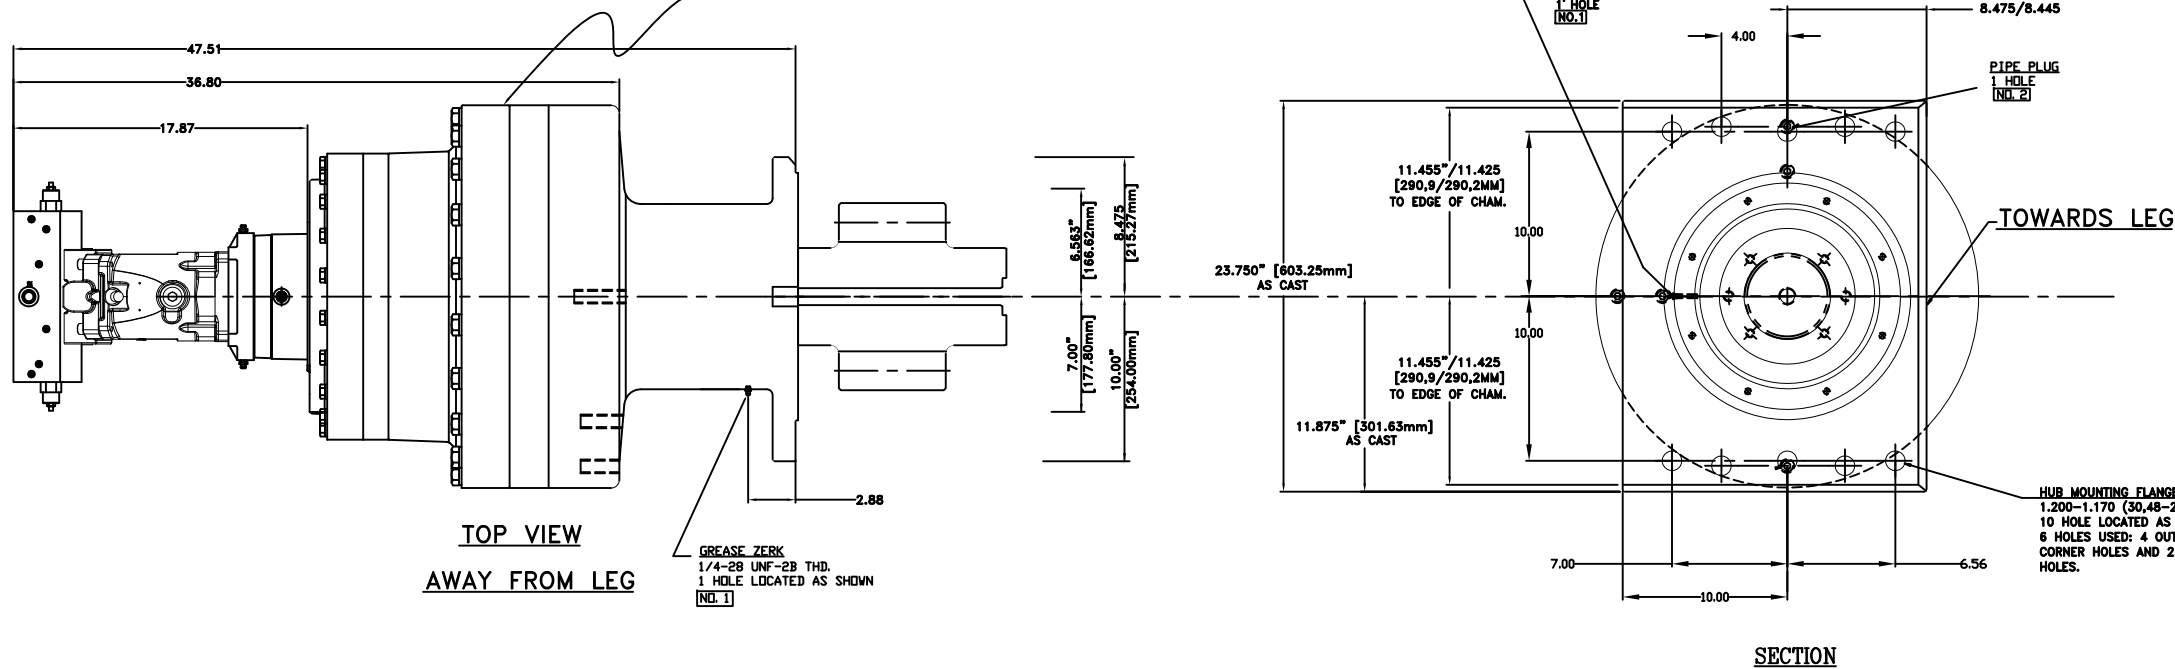 47.51
36.80
17.87
6.563"
[166.62mm]
8.475
[215.27mm]
7.00"
[177.80mm]
10.00"
[254.00mm]
2.88
TOP VIEW
AWAY FROM LEG
GREASE ZERK
1/4-28 UNF-2B THD.
1 HOLE LOCATED AS SHOWN
NO. 1
1 HOLE
NO.1
8.475/8.445
4.00
PIPE PLUG
1 HOLE
NO. 2
11.455"/11.425
[290,9/290,2MM]
TO EDGE OF CHAM.
10.00
TOWARDS LEG
23.750" [603.25mm]
AS CAST
10.00
11.455"/11.425
[290,9/290,2MM]
TO EDGE OF CHAM.
11.875" [301.63mm]
AS CAST
HUB MOUNTING FLANGE
1.200-1.170 (30,48-2
10 HOLE LOCATED AS
6 HOLES USED: 4 OUT
CORNER HOLES AND 2
HOLES.
7.00
6.56
10.00
SECTION